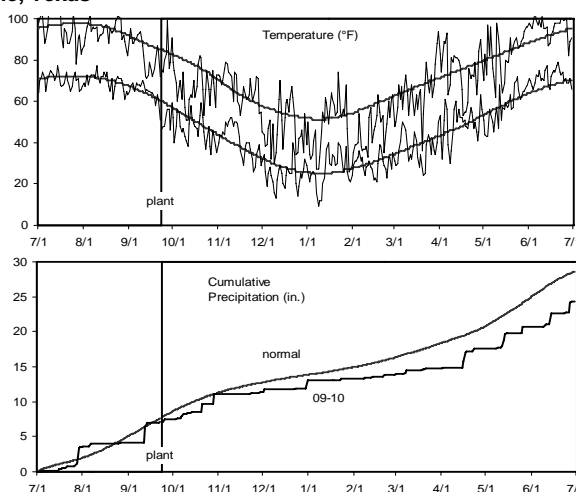 Texas
100
Temperature (°F)
80
60
40
20
plant
0
7/1 8/1 9/1 10/1 11/1 12/1 1/1 2/1 3/1 4/1 5/1 6/1 7/
30
Cumulative
Precipitation (in.)
25
20
normal
15
09-10
10
5
plant
0
7/1 8/1 9/1 10/1 11/1 12/1 1/1 2/1 3/1 4/1 5/1 6/1 7/